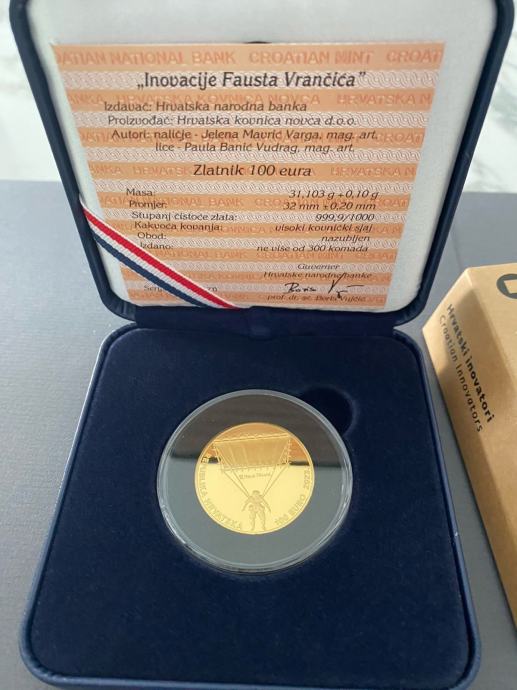 ATIAN NATIONAL BANK CROATIAN MINT CROAT
„Inovacije Fausta Vrančića”
Izdavač: Hrvatska narodna banka
Proizvođač: Hrvatska kovnica novca d.o.o.
Autori: naličje - Jelena Mavrić Varga, mag. art.
lice - Paula Banić Vudrag, mag. art.
Zlatnik 100 eura
Masa: 31,103 g ± 0,10 g
Promjer: 32 mm ± 0,20 mm
Stupanj čistoće zlata: 999,9/1000
Kakvoća kovanja: visoki kovnički sjaj
Obod: nazubljen
Izdano: ne više od 300 komada
Guverner
Hrvatske narodne banke
prof. dr. sc. Boris Vujčić
REPUBLIKA HRVATSKA 100 EURO
Hrvatski inovatori
Croatian innovators